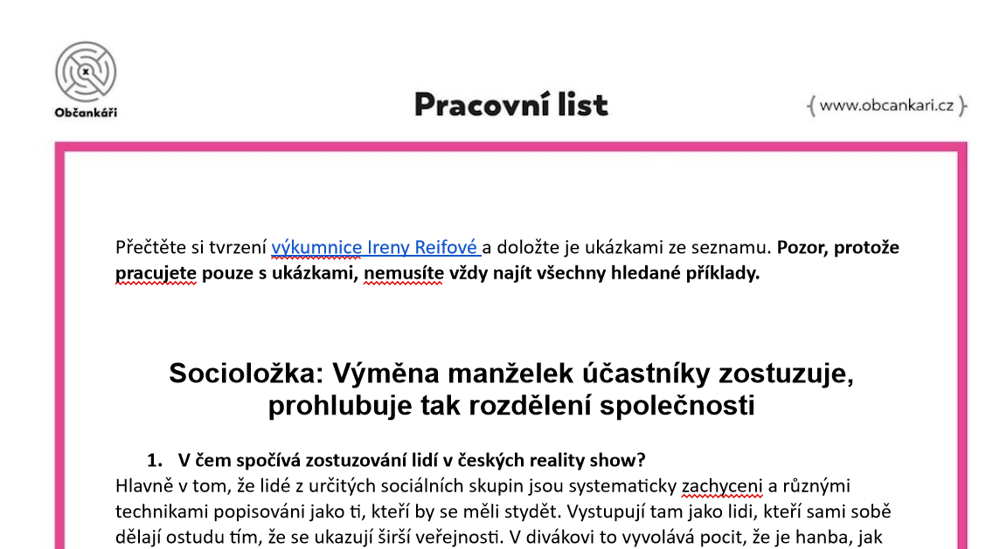 Občankáři
Pracovní list
www.obcankari.cz
Přečtěte si tvrzení výkumnice Ireny Reifové a doložte je ukázkami ze seznamu. Pozor, protože
pracujete pouze s ukázkami, nemusíte vždy najít všechny hledané příklady.
Socioložka: Výměna manželek účastníky zostuzuje,
prohlubuje tak rozdělení společnosti
1. V čem spočívá zostuzování lidí v českých reality show?
Hlavně v tom, že lidé z určitých sociálních skupin jsou systematicky zachyceni a různými
technikami popisováni jako ti, kteří by se měli stydět. Vystupují tam jako lidi, kteří sami sobě
dělají ostudu tím, že se ukazují širší veřejnosti. V divákovi to vyvolává pocit, že je hanba, jak